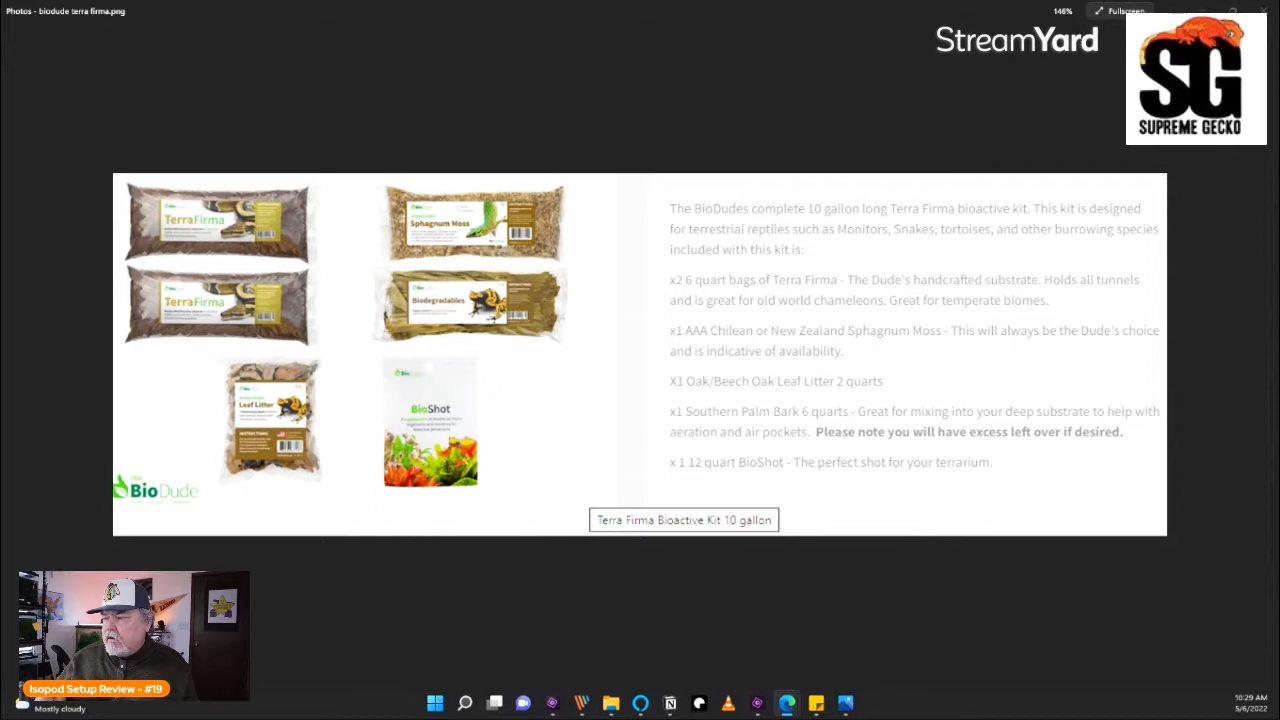 Photos - biodude terra firma.png
146%
Fullscreen
StreamYard
SG
SUPREME GECKO
TerraFirma
Sphagnum Moss
TerraFirma
Biodegradables
Leaf Litter
INSTRUCTIONS
BioShot
the
BioDude
The BioDudes complete 10 gallon long Terra Firma bioactive kit. This kit is designed
for terrestrial reptiles such as Monitors, Snakes, tortoises, and other burrowing species
included with this kit is:
x2 6 quart bags of Terra Firma - The Dude's handcrafted substrate. Holds all tunnels
and is great for old world chameleons. Great for temperate biomes.
x1 AAA Chilean or New Zealand Sphagnum Moss - This will always be the Dude's choice
and is indicative of availability.
X1 Oak/Beech Oak Leaf Litter 2 quarts
Palm Bark 6 quart for mixing into your deep substrate to help with
aeration and air pockets. Please note you will have excess left over if desired.
x 1 12 quart BioShot - The perfect shot for your terrarium.
Terra Firma Bioactive Kit 10 gallon
Isopod Setup Review - #19
Mostly cloudy
10:29 AM
5/6/2022